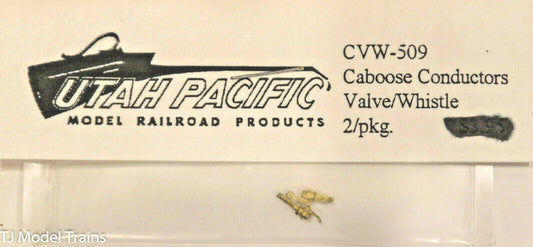 UTAH PACIFIC
MODEL RAILROAD PRODUCTS
CVW-509
Caboose Conductors
Valve/Whistle
2/pkg.
TJ Model Trains